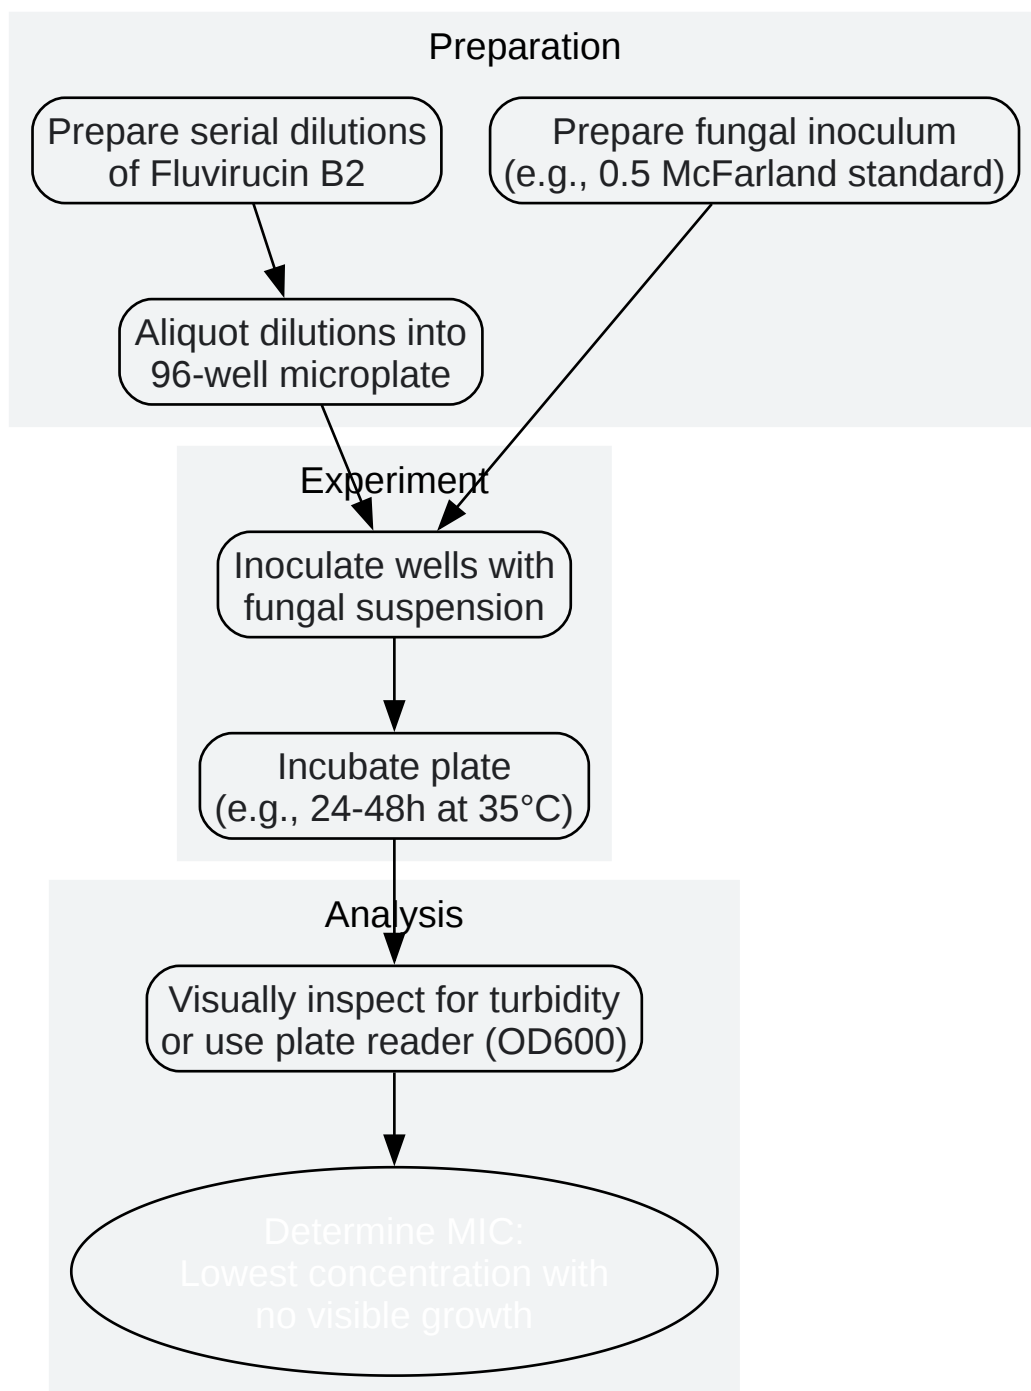 Preparation
Prepare serial dilutions
of Fluvirucin B2
Prepare fungal inoculum
(e.g., 0.5 McFarland standard)
Aliquot dilutions into
96-well microplate
Experiment
Inoculate wells with
fungal suspension
Incubate plate
(e.g., 24-48h at 35°C)
Analysis
Visually inspect for turbidity
or use plate reader (OD600)
Determine MIC:
Lowest concentration with
no visible growth